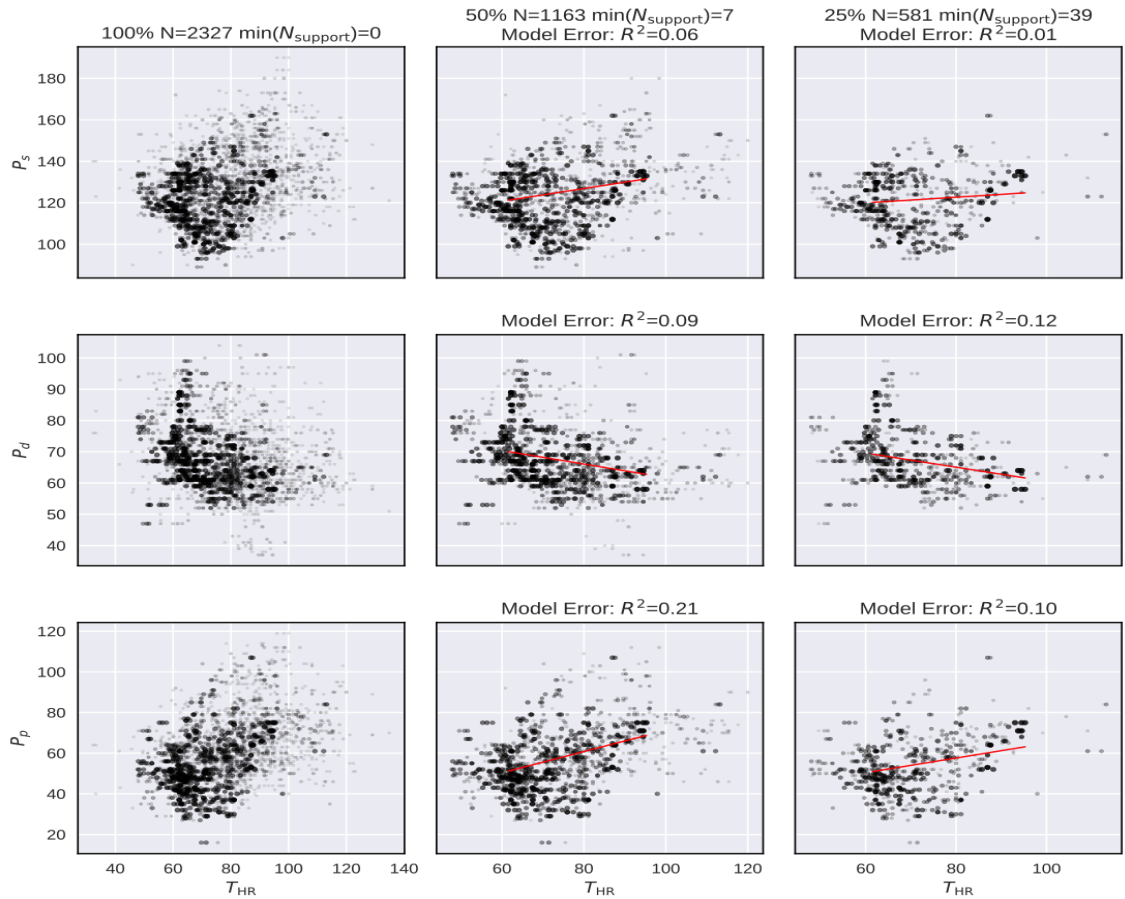 100% N=2327 min(N_support)=0
50% N=1163 min(N_support)=7
Model Error: R²=0.06
25% N=581 min(N_support)=39
Model Error: R²=0.01
P_s
180
160
140
120
100
Model Error: R²=0.09
Model Error: R²=0.12
P_d
100
90
80
70
60
50
40
Model Error: R²=0.21
Model Error: R²=0.10
P_p
120
100
80
60
40
20
40 60 80 100 120 140
60 80 100 120
60 80 100
T_HR
T_HR
T_HR